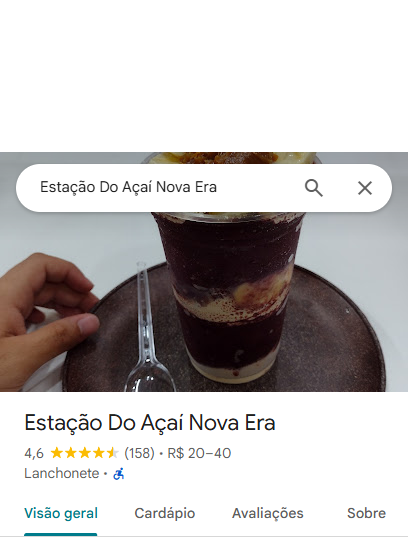 Estação Do Açaí Nova Era
Estação Do Açaí Nova Era
4,6 (158) • R$ 20–40
Lanchonete •
Visão geral Cardápio Avaliações Sobre